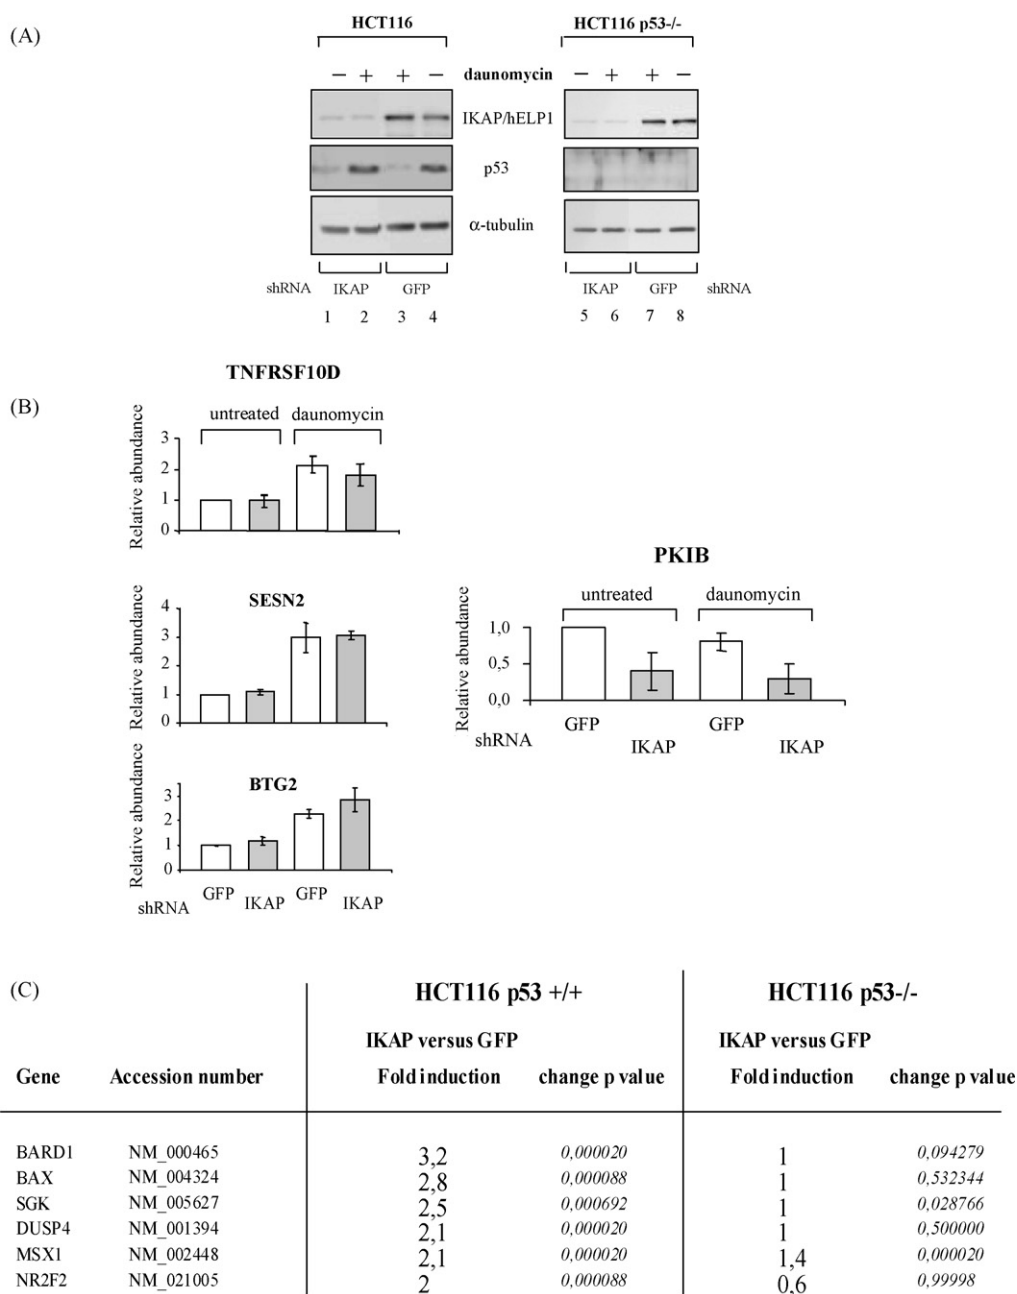 (A)
HCT116
HCT116 p53-/-
− + + − daunomycin − + + −
IKAP/hELP1
p53
α-tubulin
shRNA IKAP GFP IKAP GFP shRNA
1 2 3 4 5 6 7 8
(B)
TNFRSF10D
untreated daunomycin
Relative abundance
3
2
1
0
SESN2
Relative abundance
4
3
2
1
0
BTG2
Relative abundance
3
2
1
0
shRNA GFP IKAP GFP IKAP
PKIB
untreated daunomycin
Relative abundance
1,0
0,5
0,0
shRNA GFP IKAP GFP IKAP
(C)
HCT116 p53 +/+ HCT116 p53-/-
IKAP versus GFP IKAP versus GFP
Gene Accession number Fold induction change p value Fold induction change p value
BARD1 NM_000465 3,2 0,000020 1 0,094279
BAX NM_004324 2,8 0,000088 1 0,532344
SGK NM_005627 2,5 0,000692 1 0,028766
DUSP4 NM_001394 2,1 0,000020 1 0,500000
MSX1 NM_002448 2,1 0,000020 1,4 0,000020
NR2F2 NM_021005 2 0,000088 0,6 0,99998